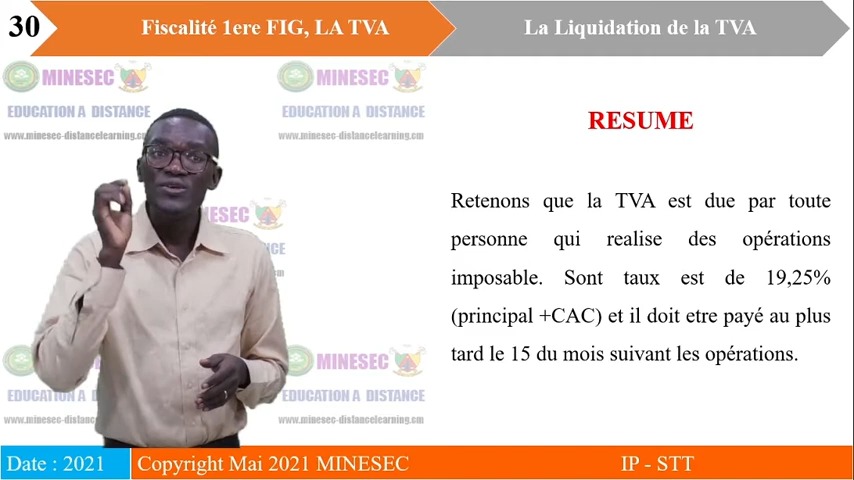 30
Fiscalité 1ere FIG, LA TVA
La Liquidation de la TVA
MINESEC
EDUCATION A DISTANCE
www.minesec-distancelearning.cm
MINESEC
EDUCATION A DISTANCE
www.minesec-distancelearning.cm
RESUME
Retenons que la TVA est due par toute
personne qui realise des opérations
imposable. Sont taux est de 19,25%
(principal +CAC) et il doit etre payé au plus
tard le 15 du mois suivant les opérations.
MINESEC
EDUCATION A DISTANCE
www.minesec-distancelearning.cm
Date : 2021
Copyright Mai 2021 MINESEC
IP - STT